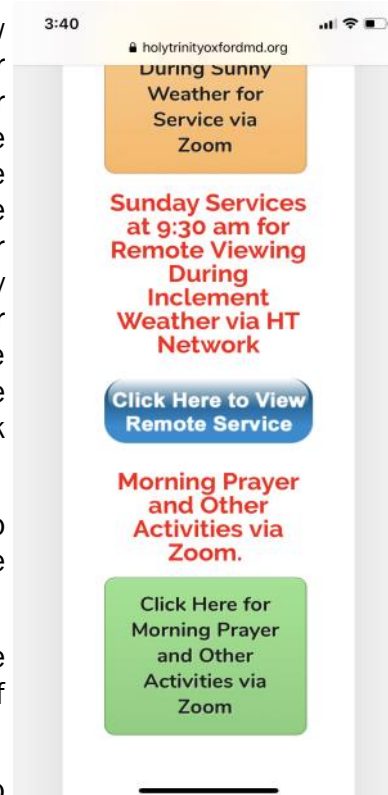 3:40
holytrinityoxfordmd.org
During Sunny
Weather for
Service via
Zoom
Sunday Services
at 9:30 am for
Remote Viewing
During
Inclement
Weather via HT
Network
Click Here to View
Remote Service
Morning Prayer
and Other
Activities via
Zoom.
Click Here for
Morning Prayer
and Other
Activities via
Zoom